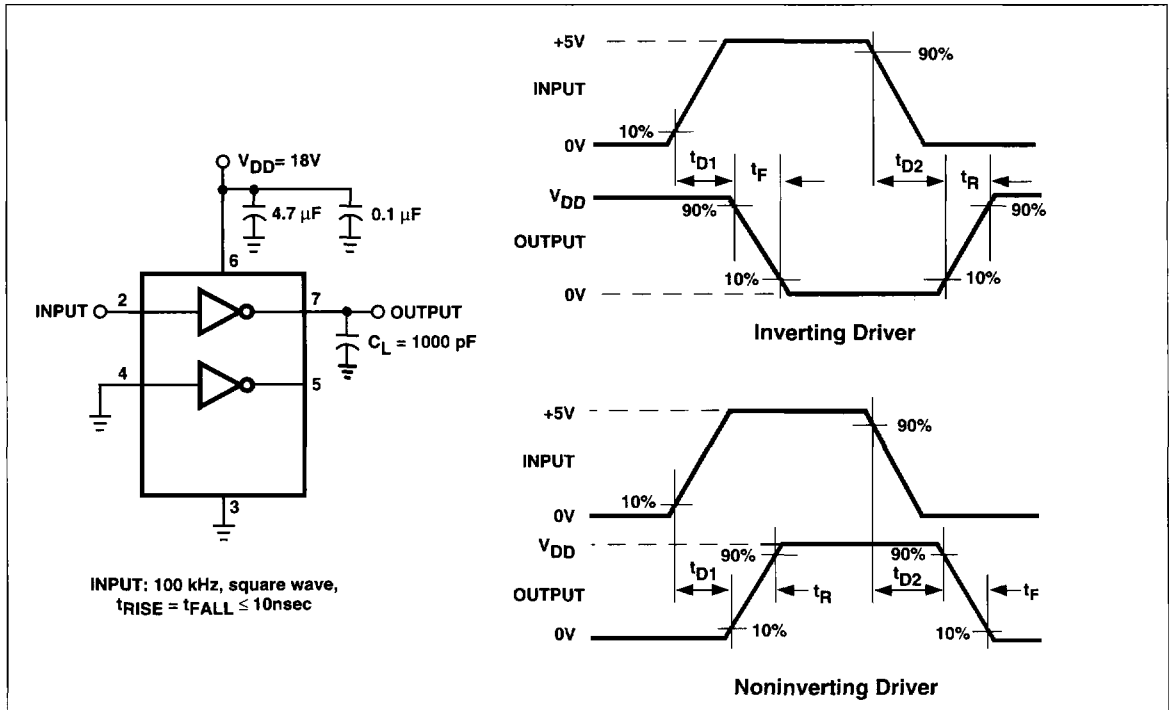 V_DD = 18V
4.7 μF
0.1 μF
6
INPUT
2
7
OUTPUT
C_L = 1000 pF
4
5
3
INPUT: 100 kHz, square wave,
t_RISE = t_FALL ≤ 10nsec
+5V
INPUT
90%
10%
0V
t_D1
t_F
t_D2
t_R
V_DD
90%
90%
OUTPUT
10%
10%
0V
Inverting Driver
+5V
90%
INPUT
10%
0V
V_DD
90%
90%
t_D1
t_R
t_D2
t_F
OUTPUT
0V
10%
10%
Noninverting Driver